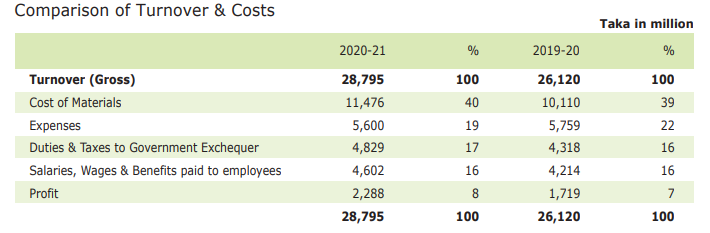 Comparison of Turnover & Costs
Taka in million
2020-21 % 2019-20 %
Turnover (Gross) 28,795 100 26,120 100
Cost of Materials 11,476 40 10,110 39
Expenses 5,600 19 5,759 22
Duties & Taxes to Government Exchequer 4,829 17 4,318 16
Salaries, Wages & Benefits paid to employees 4,602 16 4,214 16
Profit 2,288 8 1,719 7
28,795 100 26,120 100